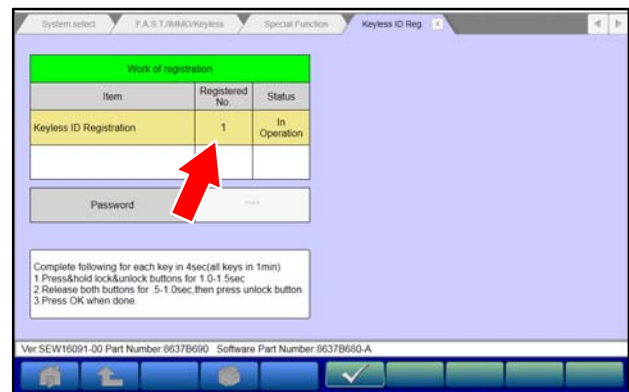 System select
F.A.S.T./IMMO/Keyless
Special Function
Keyless ID Reg.
Work of registration
Item
Registered
No.
Status
Keyless ID Registration
1
In
Operation
Password
****
Complete following for each key in 4sec(all keys in 1min)
1.Press&hold lock&unlock buttons for 1.0-1.5sec
2.Release both buttons for .5-1.0sec,then press unlock button.
3.Press OK when done.
Ver.SEW16091-00 Part Number:8637B690 Software Part Number:8637B680-A